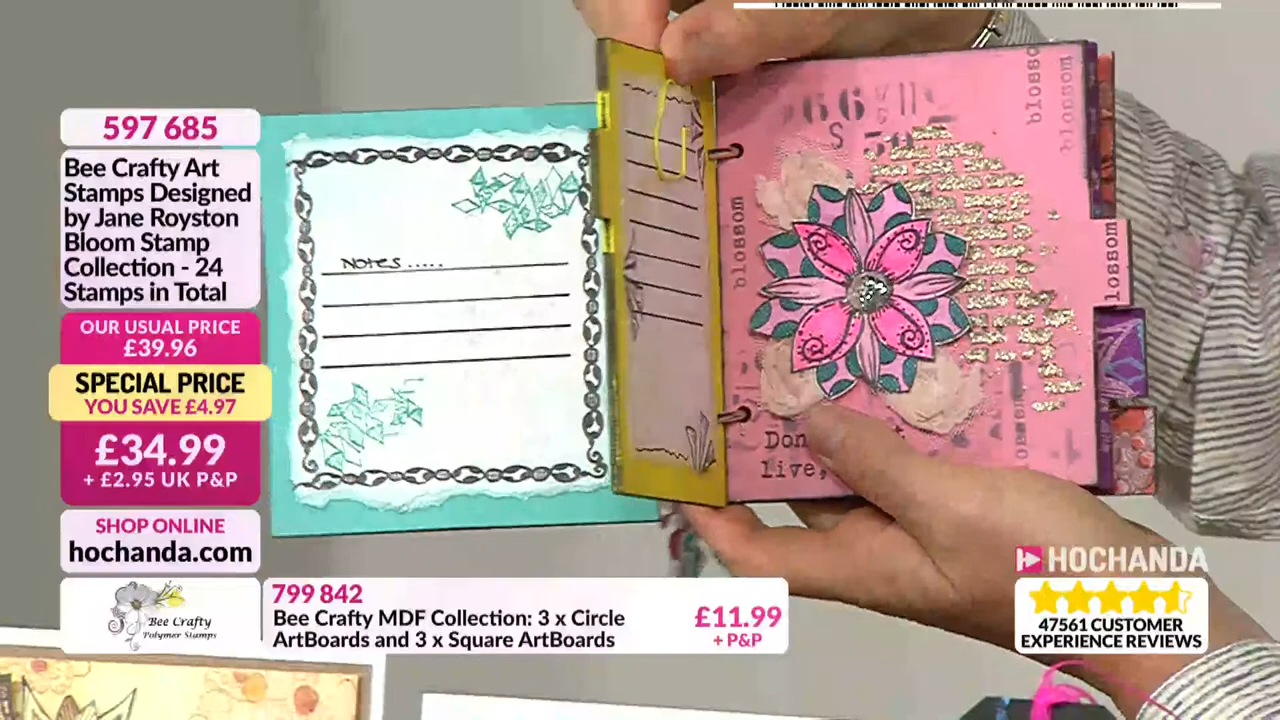 597 685
Bee Crafty Art
Stamps Designed
by Jane Royston
Bloom Stamp
Collection - 24
Stamps in Total
OUR USUAL PRICE
£39.96
SPECIAL PRICE
YOU SAVE £4.97
£34.99
+ £2.95 UK P&P
SHOP ONLINE
hochanda.com
Bee Crafty
Polymer Stamps
799 842
Bee Crafty MDF Collection: 3 x Circle
ArtBoards and 3 x Square ArtBoards
£11.99
+ P&P
HOCHANDA
47561 CUSTOMER
EXPERIENCE REVIEWS
NOTES.....
blossom
blossom
live,